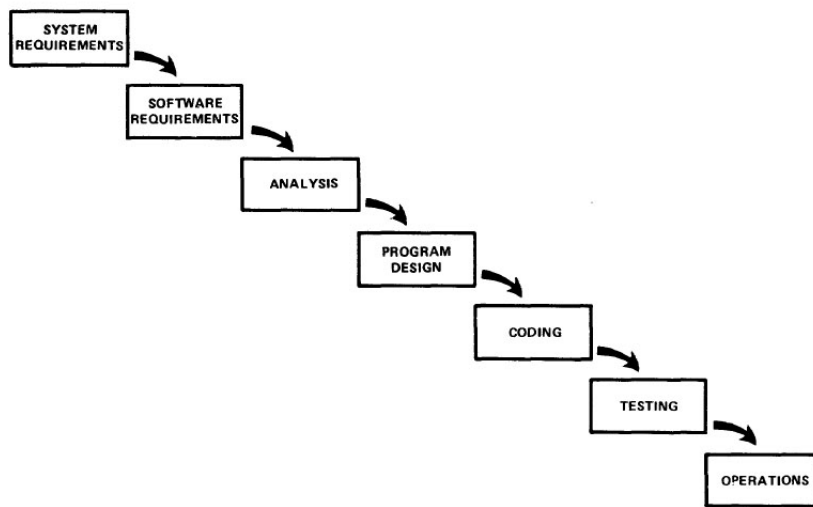 SYSTEM
REQUIREMENTS
SOFTWARE
REQUIREMENTS
ANALYSIS
PROGRAM
DESIGN
CODING
TESTING
OPERATIONS